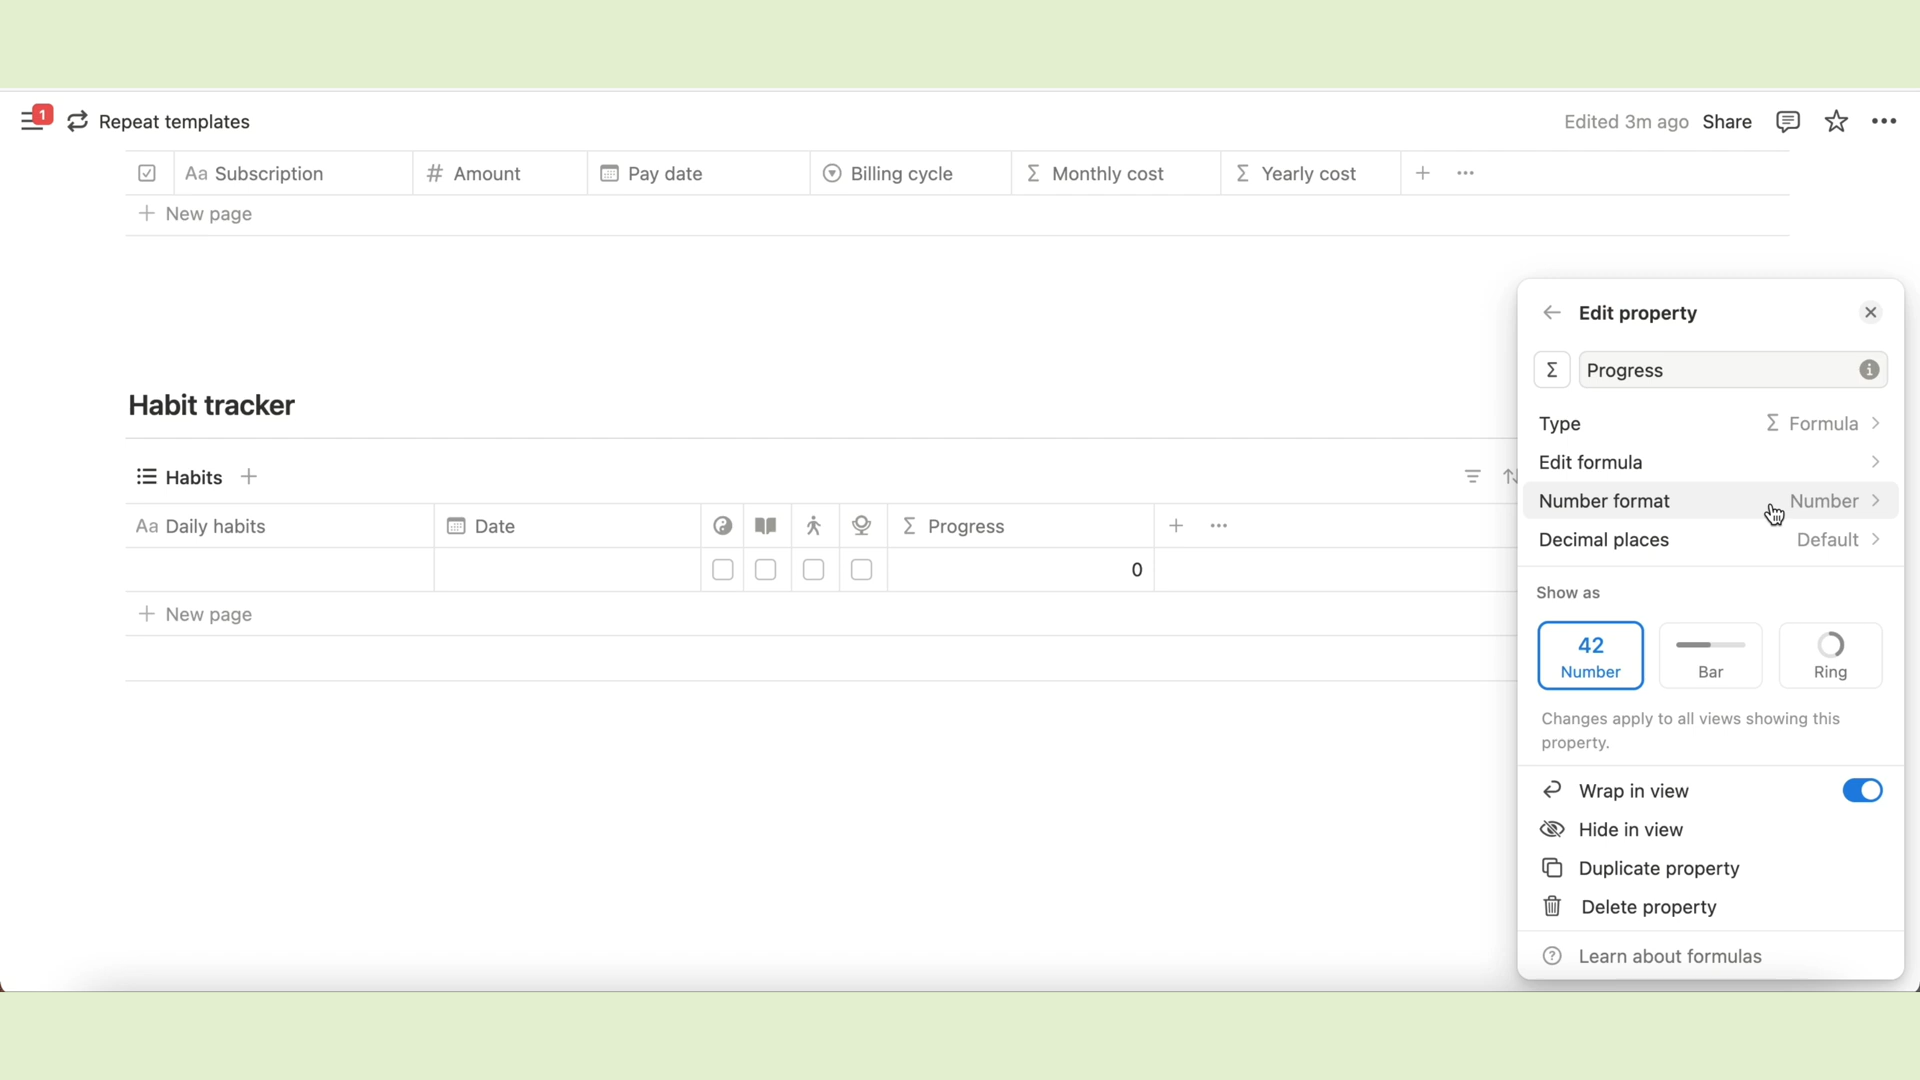 1
Repeat templates
Edited 3m ago Share
Aa Subscription # Amount Pay date Billing cycle Σ Monthly cost Σ Yearly cost + ...
+ New page
Habit tracker
Habits +
Aa Daily habits Date Σ Progress + ...
0
+ New page
Edit property
Σ Progress
Type Σ Formula
Edit formula
Number format Number
Decimal places Default
Show as
42
Number Bar Ring
Changes apply to all views showing this
property.
Wrap in view
Hide in view
Duplicate property
Delete property
? Learn about formulas